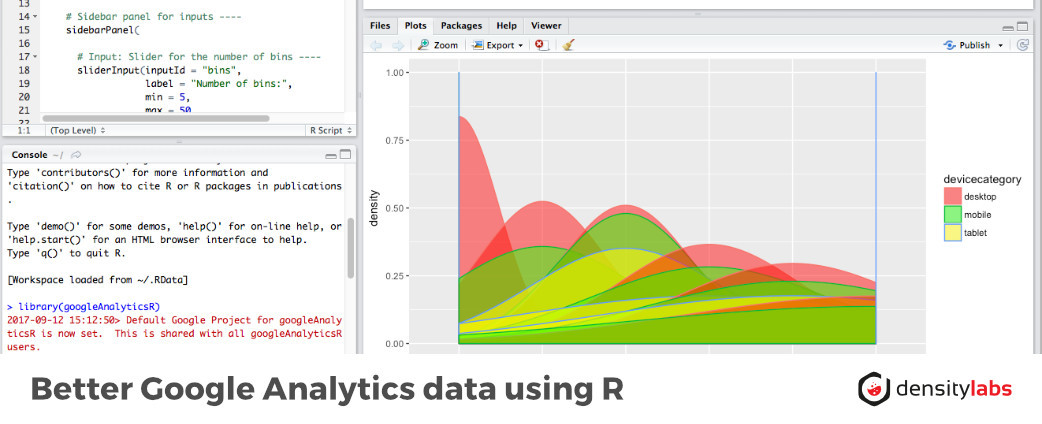 14 # Sidebar panel for inputs ----
15 sidebarPanel(
16
17 # Input: Slider for the number of bins ----
18 sliderInput(inputId = "bins",
19 label = "Number of bins:",
20 min = 5,
21 max = 50
22
1:1 (Top Level) R Script
Console ~/
Type 'contributors()' for more information and
'citation()' on how to cite R or R packages in publications
.
Type 'demo()' for some demos, 'help()' for on-line help, or
'help.start()' for an HTML browser interface to help.
Type 'q()' to quit R.
[Workspace loaded from ~/.RData]
> library(googleAnalyticsR)
2017-09-12 15:12:50> Default Google Project for googleAnaly
ticsR is now set.  This is shared with all googleAnalyticsR
users.
Files Plots Packages Help Viewer
Zoom Export Publish
1.00
0.75
0.50
0.25
0.00
density
devicecategory
desktop
mobile
tablet
Better Google Analytics data using R
densitylabs